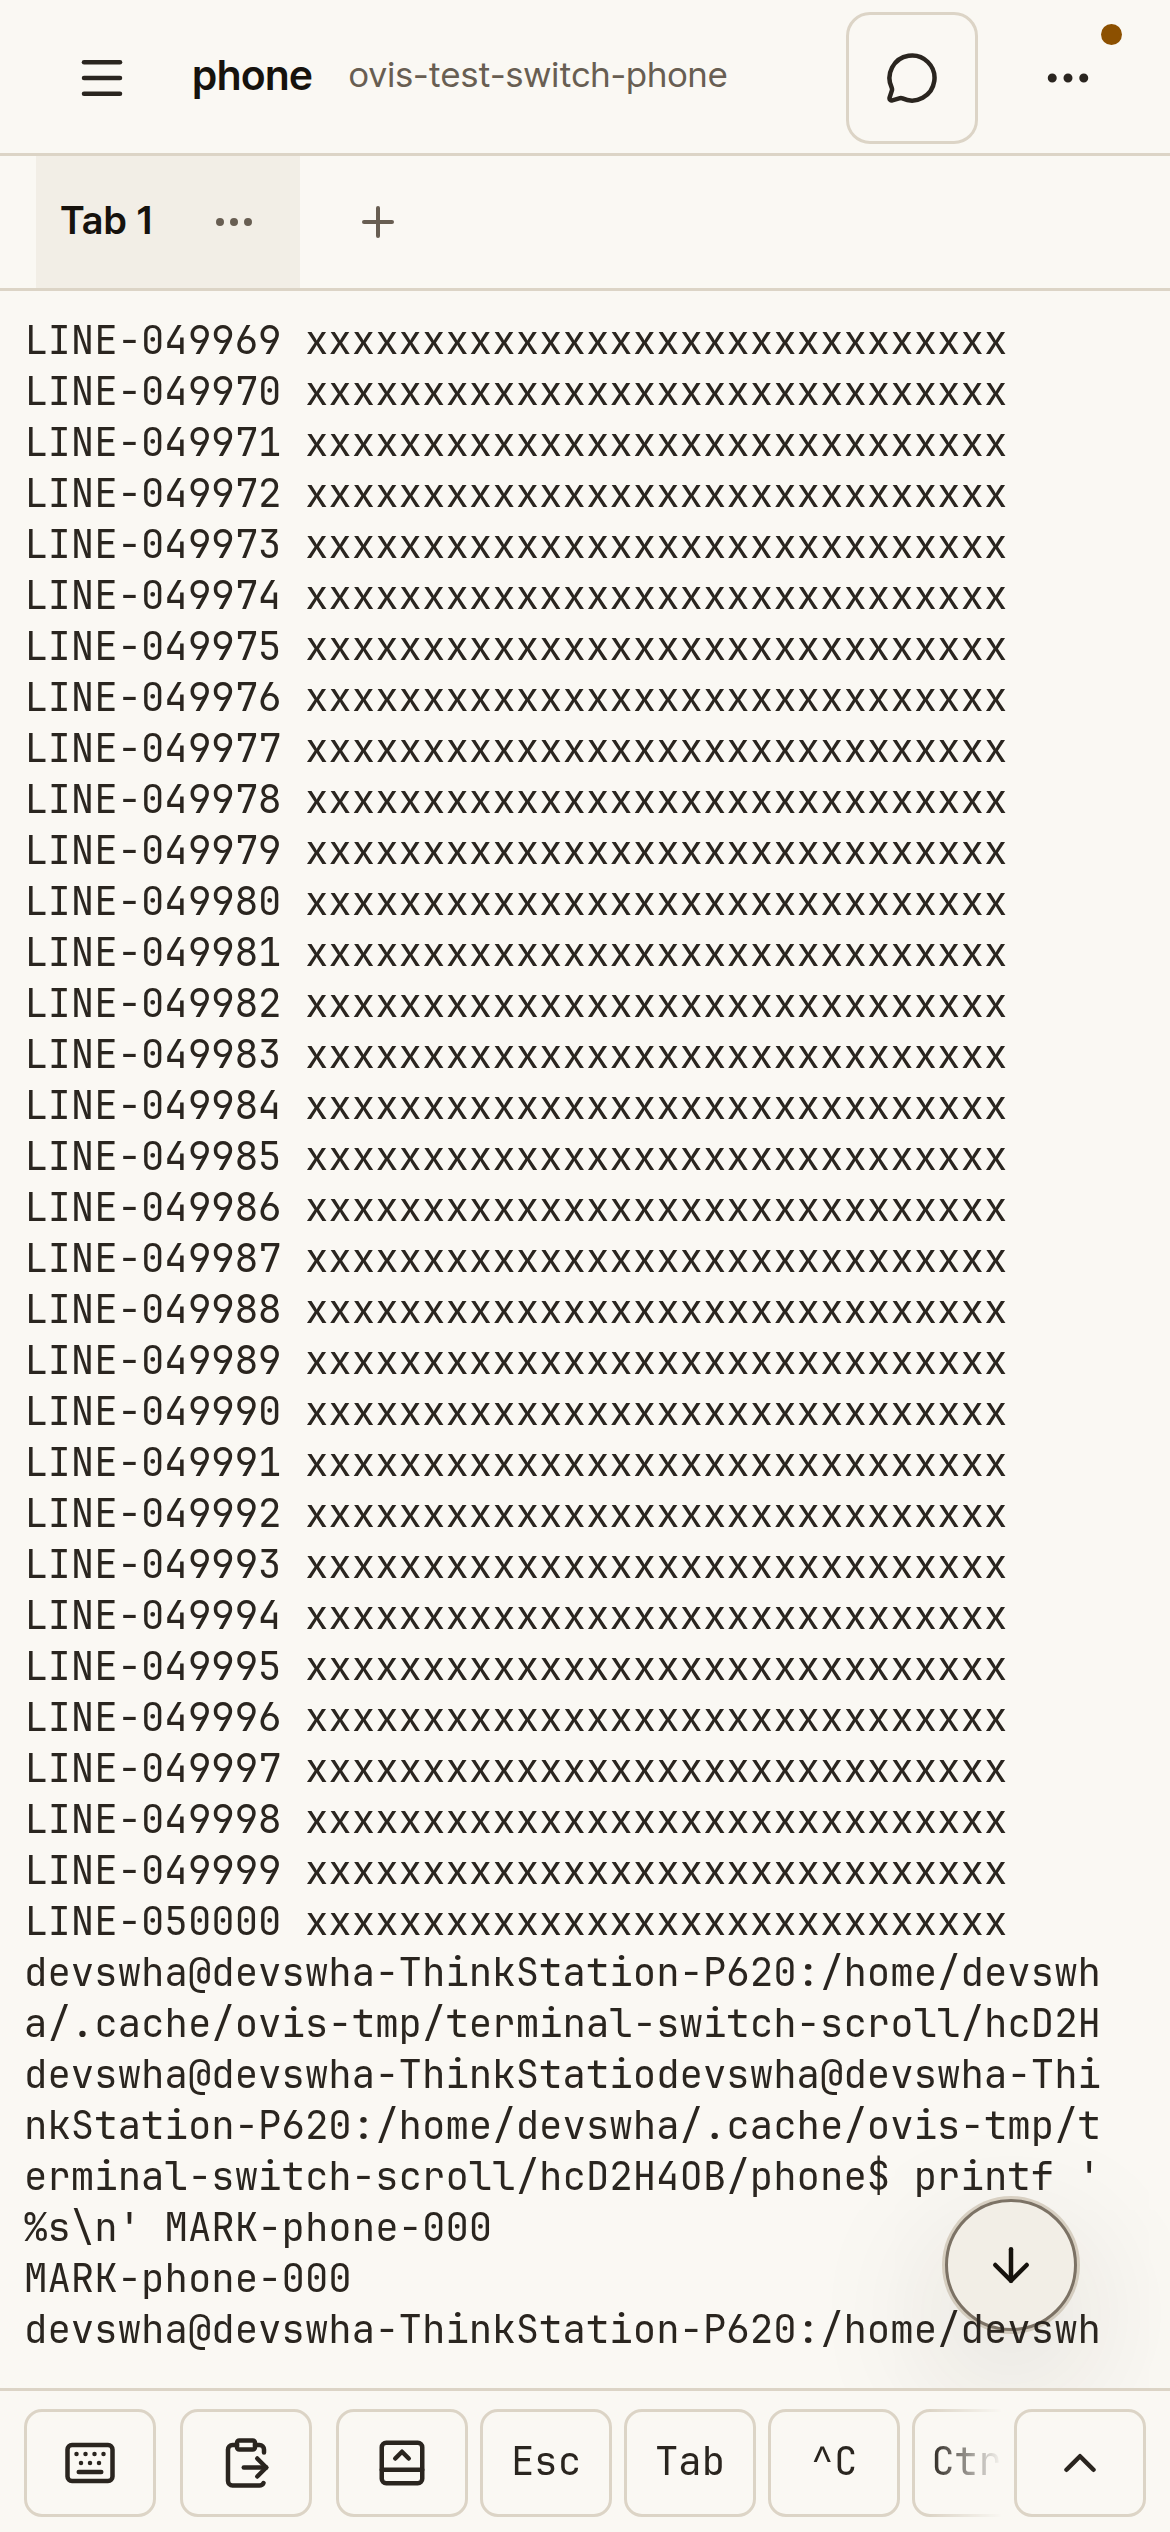 phone ovis-test-switch-phone
Tab 1
LINE-049969 xxxxxxxxxxxxxxxxxxxxxxxxxxxxxx
LINE-049970 xxxxxxxxxxxxxxxxxxxxxxxxxxxxxx
LINE-049971 xxxxxxxxxxxxxxxxxxxxxxxxxxxxxx
LINE-049972 xxxxxxxxxxxxxxxxxxxxxxxxxxxxxx
LINE-049973 xxxxxxxxxxxxxxxxxxxxxxxxxxxxxx
LINE-049974 xxxxxxxxxxxxxxxxxxxxxxxxxxxxxx
LINE-049975 xxxxxxxxxxxxxxxxxxxxxxxxxxxxxx
LINE-049976 xxxxxxxxxxxxxxxxxxxxxxxxxxxxxx
LINE-049977 xxxxxxxxxxxxxxxxxxxxxxxxxxxxxx
LINE-049978 xxxxxxxxxxxxxxxxxxxxxxxxxxxxxx
LINE-049979 xxxxxxxxxxxxxxxxxxxxxxxxxxxxxx
LINE-049980 xxxxxxxxxxxxxxxxxxxxxxxxxxxxxx
LINE-049981 xxxxxxxxxxxxxxxxxxxxxxxxxxxxxx
LINE-049982 xxxxxxxxxxxxxxxxxxxxxxxxxxxxxx
LINE-049983 xxxxxxxxxxxxxxxxxxxxxxxxxxxxxx
LINE-049984 xxxxxxxxxxxxxxxxxxxxxxxxxxxxxx
LINE-049985 xxxxxxxxxxxxxxxxxxxxxxxxxxxxxx
LINE-049986 xxxxxxxxxxxxxxxxxxxxxxxxxxxxxx
LINE-049987 xxxxxxxxxxxxxxxxxxxxxxxxxxxxxx
LINE-049988 xxxxxxxxxxxxxxxxxxxxxxxxxxxxxx
LINE-049989 xxxxxxxxxxxxxxxxxxxxxxxxxxxxxx
LINE-049990 xxxxxxxxxxxxxxxxxxxxxxxxxxxxxx
LINE-049991 xxxxxxxxxxxxxxxxxxxxxxxxxxxxxx
LINE-049992 xxxxxxxxxxxxxxxxxxxxxxxxxxxxxx
LINE-049993 xxxxxxxxxxxxxxxxxxxxxxxxxxxxxx
LINE-049994 xxxxxxxxxxxxxxxxxxxxxxxxxxxxxx
LINE-049995 xxxxxxxxxxxxxxxxxxxxxxxxxxxxxx
LINE-049996 xxxxxxxxxxxxxxxxxxxxxxxxxxxxxx
LINE-049997 xxxxxxxxxxxxxxxxxxxxxxxxxxxxxx
LINE-049998 xxxxxxxxxxxxxxxxxxxxxxxxxxxxxx
LINE-049999 xxxxxxxxxxxxxxxxxxxxxxxxxxxxxx
LINE-050000 xxxxxxxxxxxxxxxxxxxxxxxxxxxxxx
devswha@devswha-ThinkStation-P620:/home/devswh
a/.cache/ovis-tmp/terminal-switch-scroll/hcD2H
devswha@devswha-ThinkStatiodevswha@devswha-Thi
nkStation-P620:/home/devswha/.cache/ovis-tmp/t
erminal-switch-scroll/hcD2H4OB/phone$ printf '
%s\n' MARK-phone-000
MARK-phone-000
devswha@devswha-ThinkStation-P620:/home/devswh
Esc Tab ^C Ctr